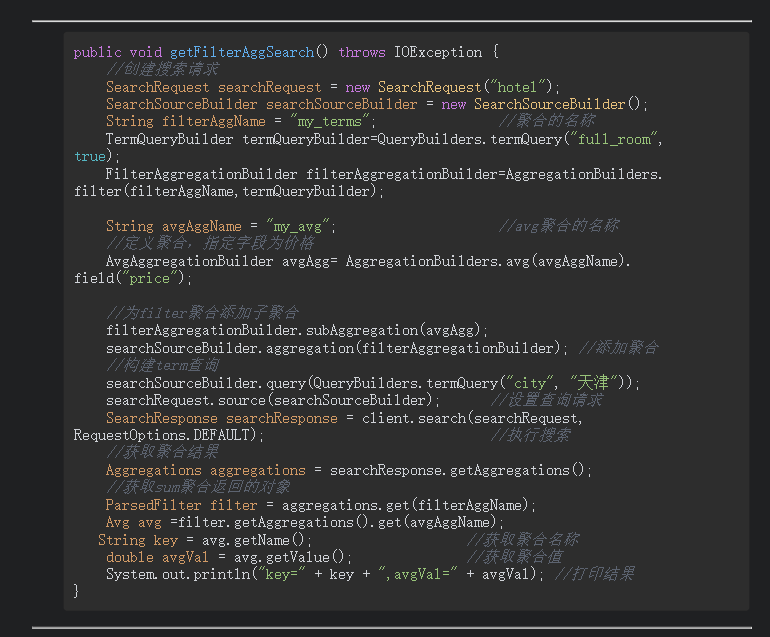 public void getFilterAggSearch() throws IOException {
//创建搜索请求
SearchRequest searchRequest = new SearchRequest("hotel");
SearchSourceBuilder searchSourceBuilder = new SearchSourceBuilder();
String filterAggName = "my_terms"; //聚合的名称
TermQueryBuilder termQueryBuilder=QueryBuilders.termQuery("full_room",
true);
FilterAggregationBuilder filterAggregationBuilder=AggregationBuilders.
filter(filterAggName,termQueryBuilder);
String avgAggName = "my_avg"; //avg聚合的名称
//定义聚合，指定字段为价格
AvgAggregationBuilder avgAgg= AggregationBuilders.avg(avgAggName).
field("price");
//为filter聚合添加子聚合
filterAggregationBuilder.subAggregation(avgAgg);
searchSourceBuilder.aggregation(filterAggregationBuilder); //添加聚合
//构建term查询
searchSourceBuilder.query(QueryBuilders.termQuery("city", "天津"));
searchRequest.source(searchSourceBuilder); //设置查询请求
SearchResponse searchResponse = client.search(searchRequest,
RequestOptions.DEFAULT); //执行搜索
//获取聚合结果
Aggregations aggregations = searchResponse.getAggregations();
//获取sum聚合返回的对象
ParsedFilter filter = aggregations.get(filterAggName);
Avg avg =filter.getAggregations().get(avgAggName);
String key = avg.getName(); //获取聚合名称
double avgVal = avg.getValue(); //获取聚合值
System.out.println("key=" + key + ",avgVal=" + avgVal); //打印结果
}